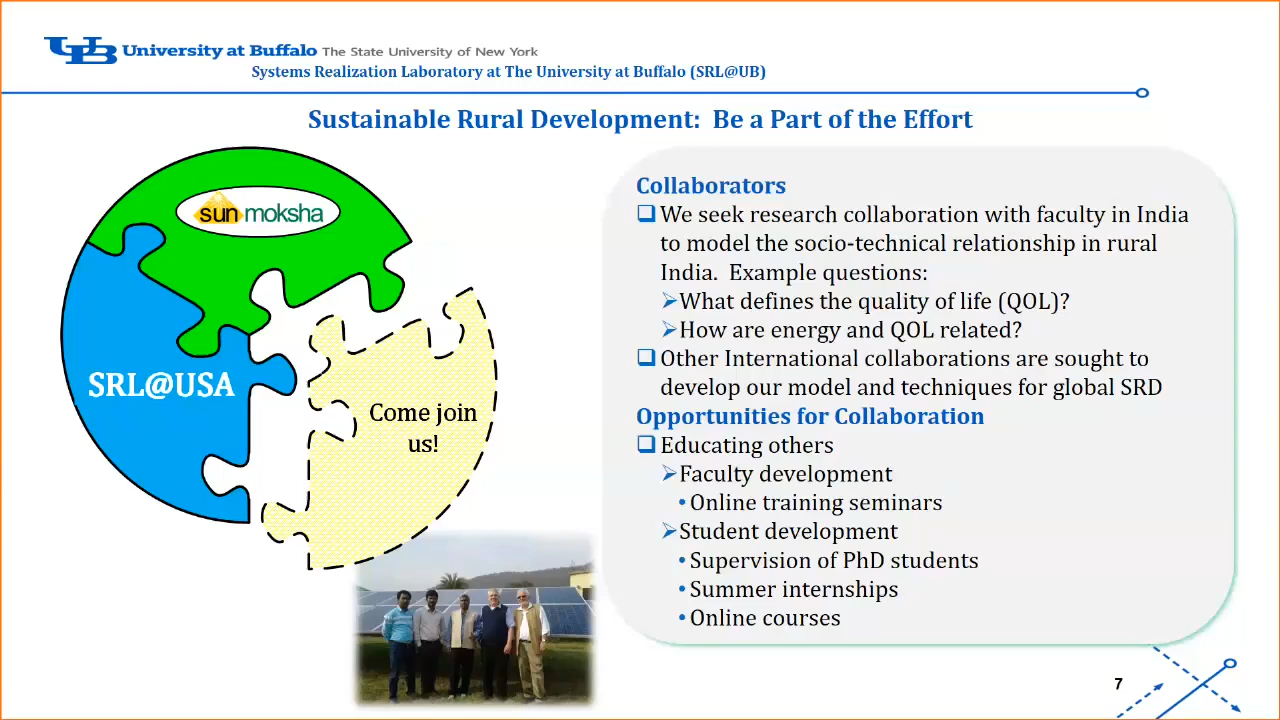 UB University at Buffalo The State University of New York
Systems Realization Laboratory at The University at Buffalo (SRL@UB)
Sustainable Rural Development: Be a Part of the Effort
sunmoksha
SRL@USA
Come join
us!
Collaborators
We seek research collaboration with faculty in India
to model the socio-technical relationship in rural
India. Example questions:
What defines the quality of life (QOL)?
How are energy and QOL related?
Other International collaborations are sought to
develop our model and techniques for global SRD
Opportunities for Collaboration
Educating others
Faculty development
• Online training seminars
Student development
• Supervision of PhD students
• Summer internships
• Online courses
7